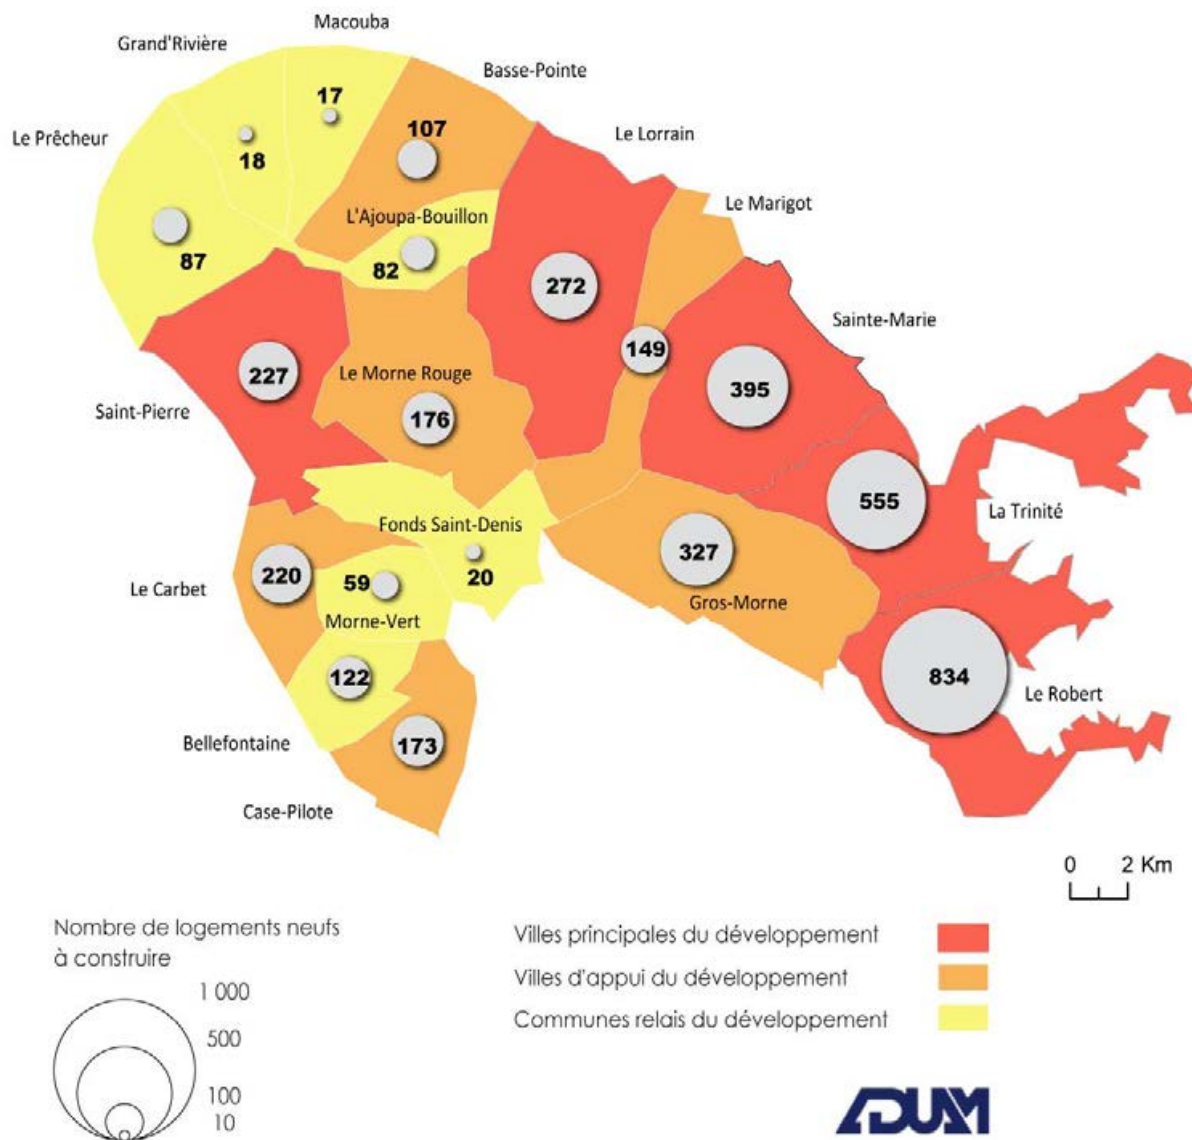 Macouba
Grand'Rivière
Basse-Pointe
Le Prêcheur
17
107
Le Lorrain
18
Le Marigot
L'Ajoupa-Bouillon
87
82
272
Sainte-Marie
149
227
Le Morne Rouge
395
Saint-Pierre
176
555
La Trinité
Fonds Saint-Denis
327
Le Carbet
220
59
20
Gros-Morne
Morne-Vert
122
834
Le Robert
Bellefontaine
173
Case-Pilote
0 2 Km
Nombre de logements neufs
à construire
1 000
500
100
10
Villes principales du développement
Villes d'appui du développement
Communes relais du développement
ADUAM